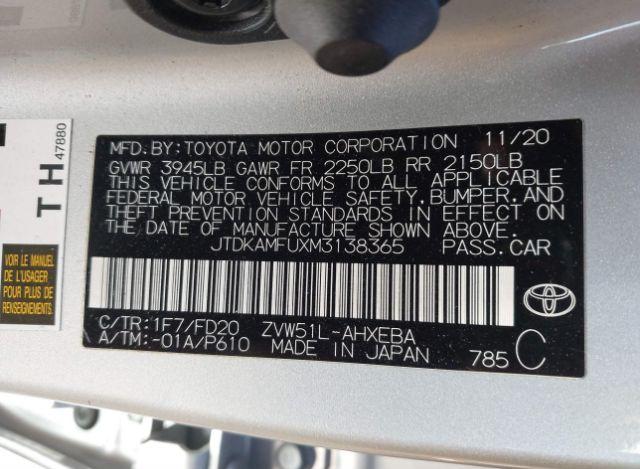 MFD.BY:TOYOTA MOTOR CORPORATION 11/20
GVWR 3945LB GAWR FR 2250LB RR 2150LB
THIS VEHICLE CONFORMS TO ALL APPLICABLE
FEDERAL MOTOR VEHICLE SAFETY,BUMPER,AND
THEFT PREVENTION STANDARDS IN EFFECT ON
THE DATE OF MANUFACTURE SHOWN ABOVE.
JTDKAMFUXM3138365 PASS.CAR
C/TR:1F7/FD20 ZVW51L-AHXEBA
A/TM:-01A/P610 MADE IN JAPAN 785 C
TH
47880
VOIR LE MANUEL
DE L'USAGER
POUR PLUS DE
RENSEIGNEMENTS